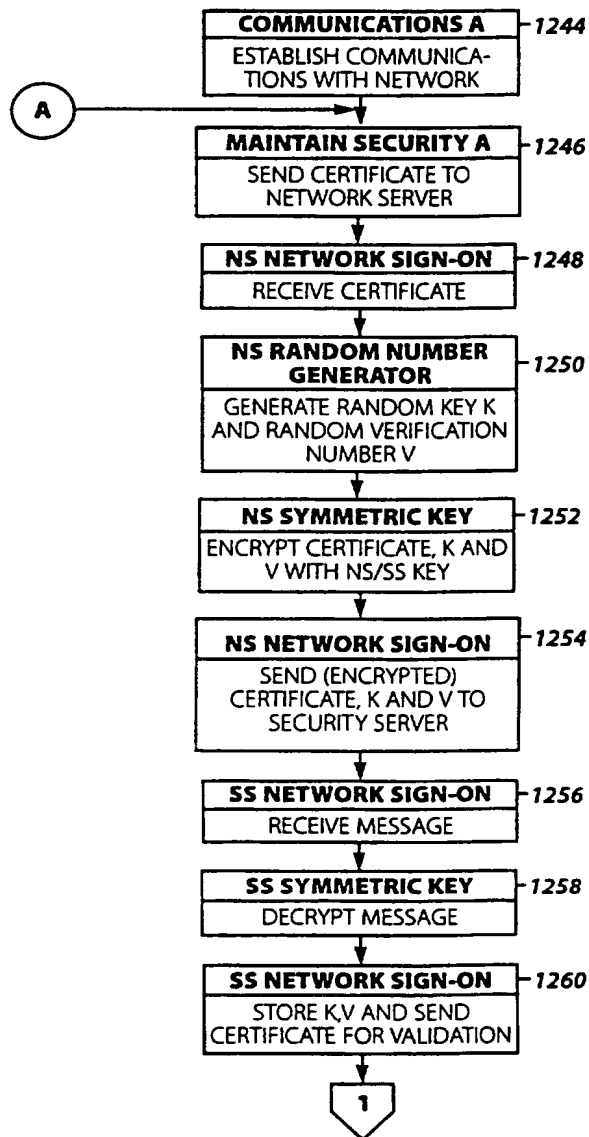 COMMUNICATIONS A
1244
ESTABLISH COMMUNICA-
TIONS WITH NETWORK
A
MAINTAIN SECURITY A
1246
SEND CERTIFICATE TO
NETWORK SERVER
NS NETWORK SIGN-ON
1248
RECEIVE CERTIFICATE
NS RANDOM NUMBER
GENERATOR
1250
GENERATE RANDOM KEY K
AND RANDOM VERIFICATION
NUMBER V
NS SYMMETRIC KEY
1252
ENCRYPT CERTIFICATE, K AND
V WITH NS/SS KEY
NS NETWORK SIGN-ON
1254
SEND (ENCRYPTED)
CERTIFICATE, K AND V TO
SECURITY SERVER
SS NETWORK SIGN-ON
1256
RECEIVE MESSAGE
SS SYMMETRIC KEY
1258
DECRYPT MESSAGE
SS NETWORK SIGN-ON
1260
STORE K,V AND SEND
CERTIFICATE FOR VALIDATION
1